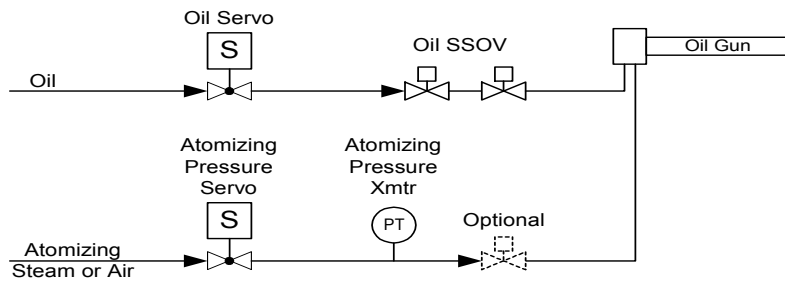 Oil Servo
S
Oil SSOV
Oil Gun
Oil
Atomizing
Pressure
Servo
S
Atomizing
Pressure
Xmtr
PT
Optional
Atomizing
Steam or Air